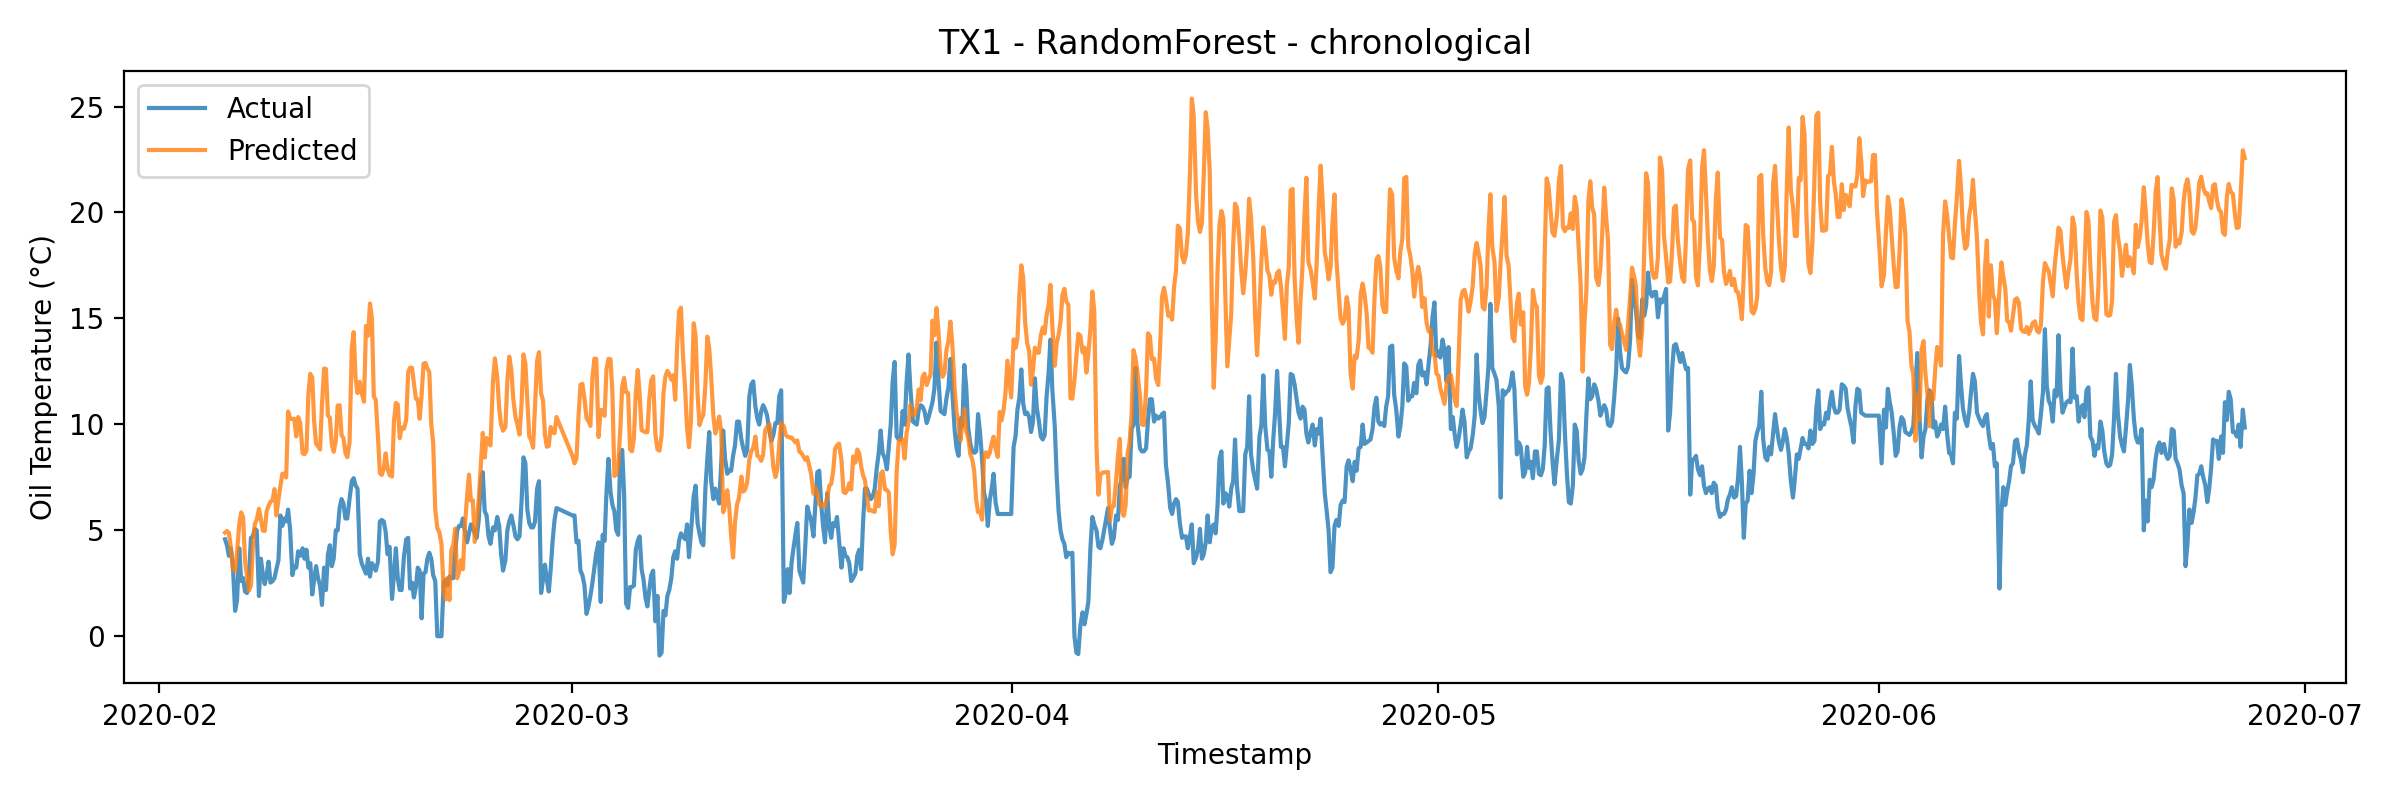 TX1 - RandomForest - chronological
Actual
Predicted
Oil Temperature (°C)
25
20
15
10
5
0
2020-02 2020-03 2020-04 2020-05 2020-06 2020-07
Timestamp